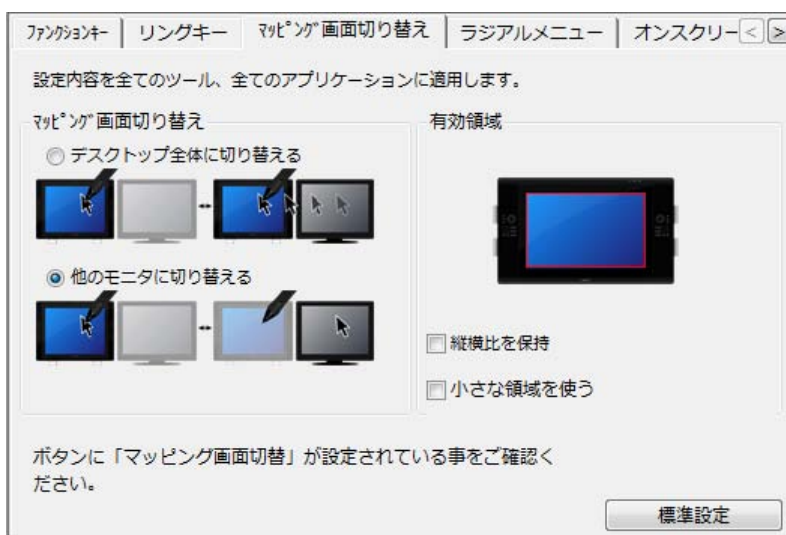 ファンクションキー
リングキー
マッピング画面切り替え
ラジアルメニュー
オンスクリー
<
>
設定内容を全てのツール、全てのアプリケーションに適用します。
マッピング画面切り替え
デスクトップ全体に切り替える
他のモニタに切り替える
有効領域
縦横比を保持
小さな領域を使う
ボタンに「マッピング画面切替」が設定されている事をご確認く
ださい。
標準設定